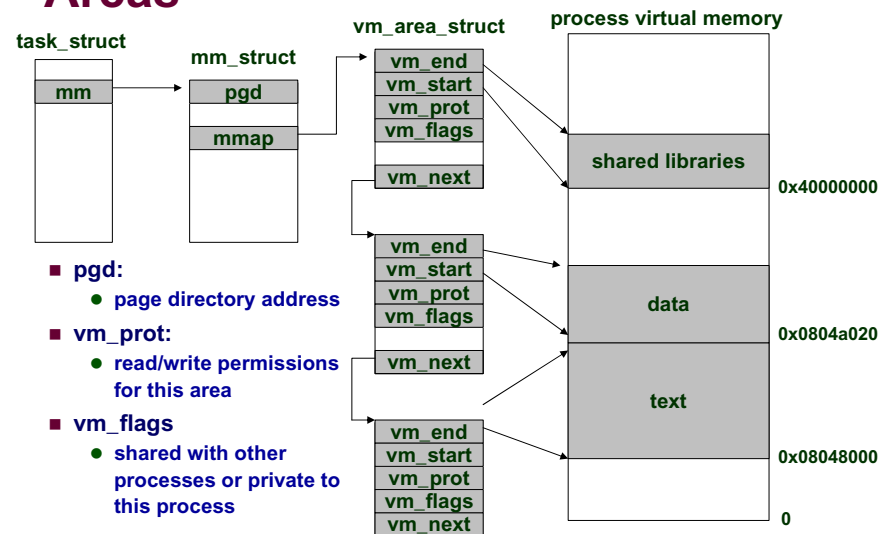 Areas
process virtual memory
vm_area_struct
task_struct
mm_struct
mm
pgd
mmap
vm_end
vm_start
vm_prot
vm_flags
vm_next
shared libraries
0x40000000
vm_end
vm_start
vm_prot
vm_flags
vm_next
data
0x0804a020
text
0x08048000
0
vm_end
vm_start
vm_prot
vm_flags
vm_next
pgd:
page directory address
vm_prot:
read/write permissions
for this area
vm_flags
shared with other
processes or private to
this process